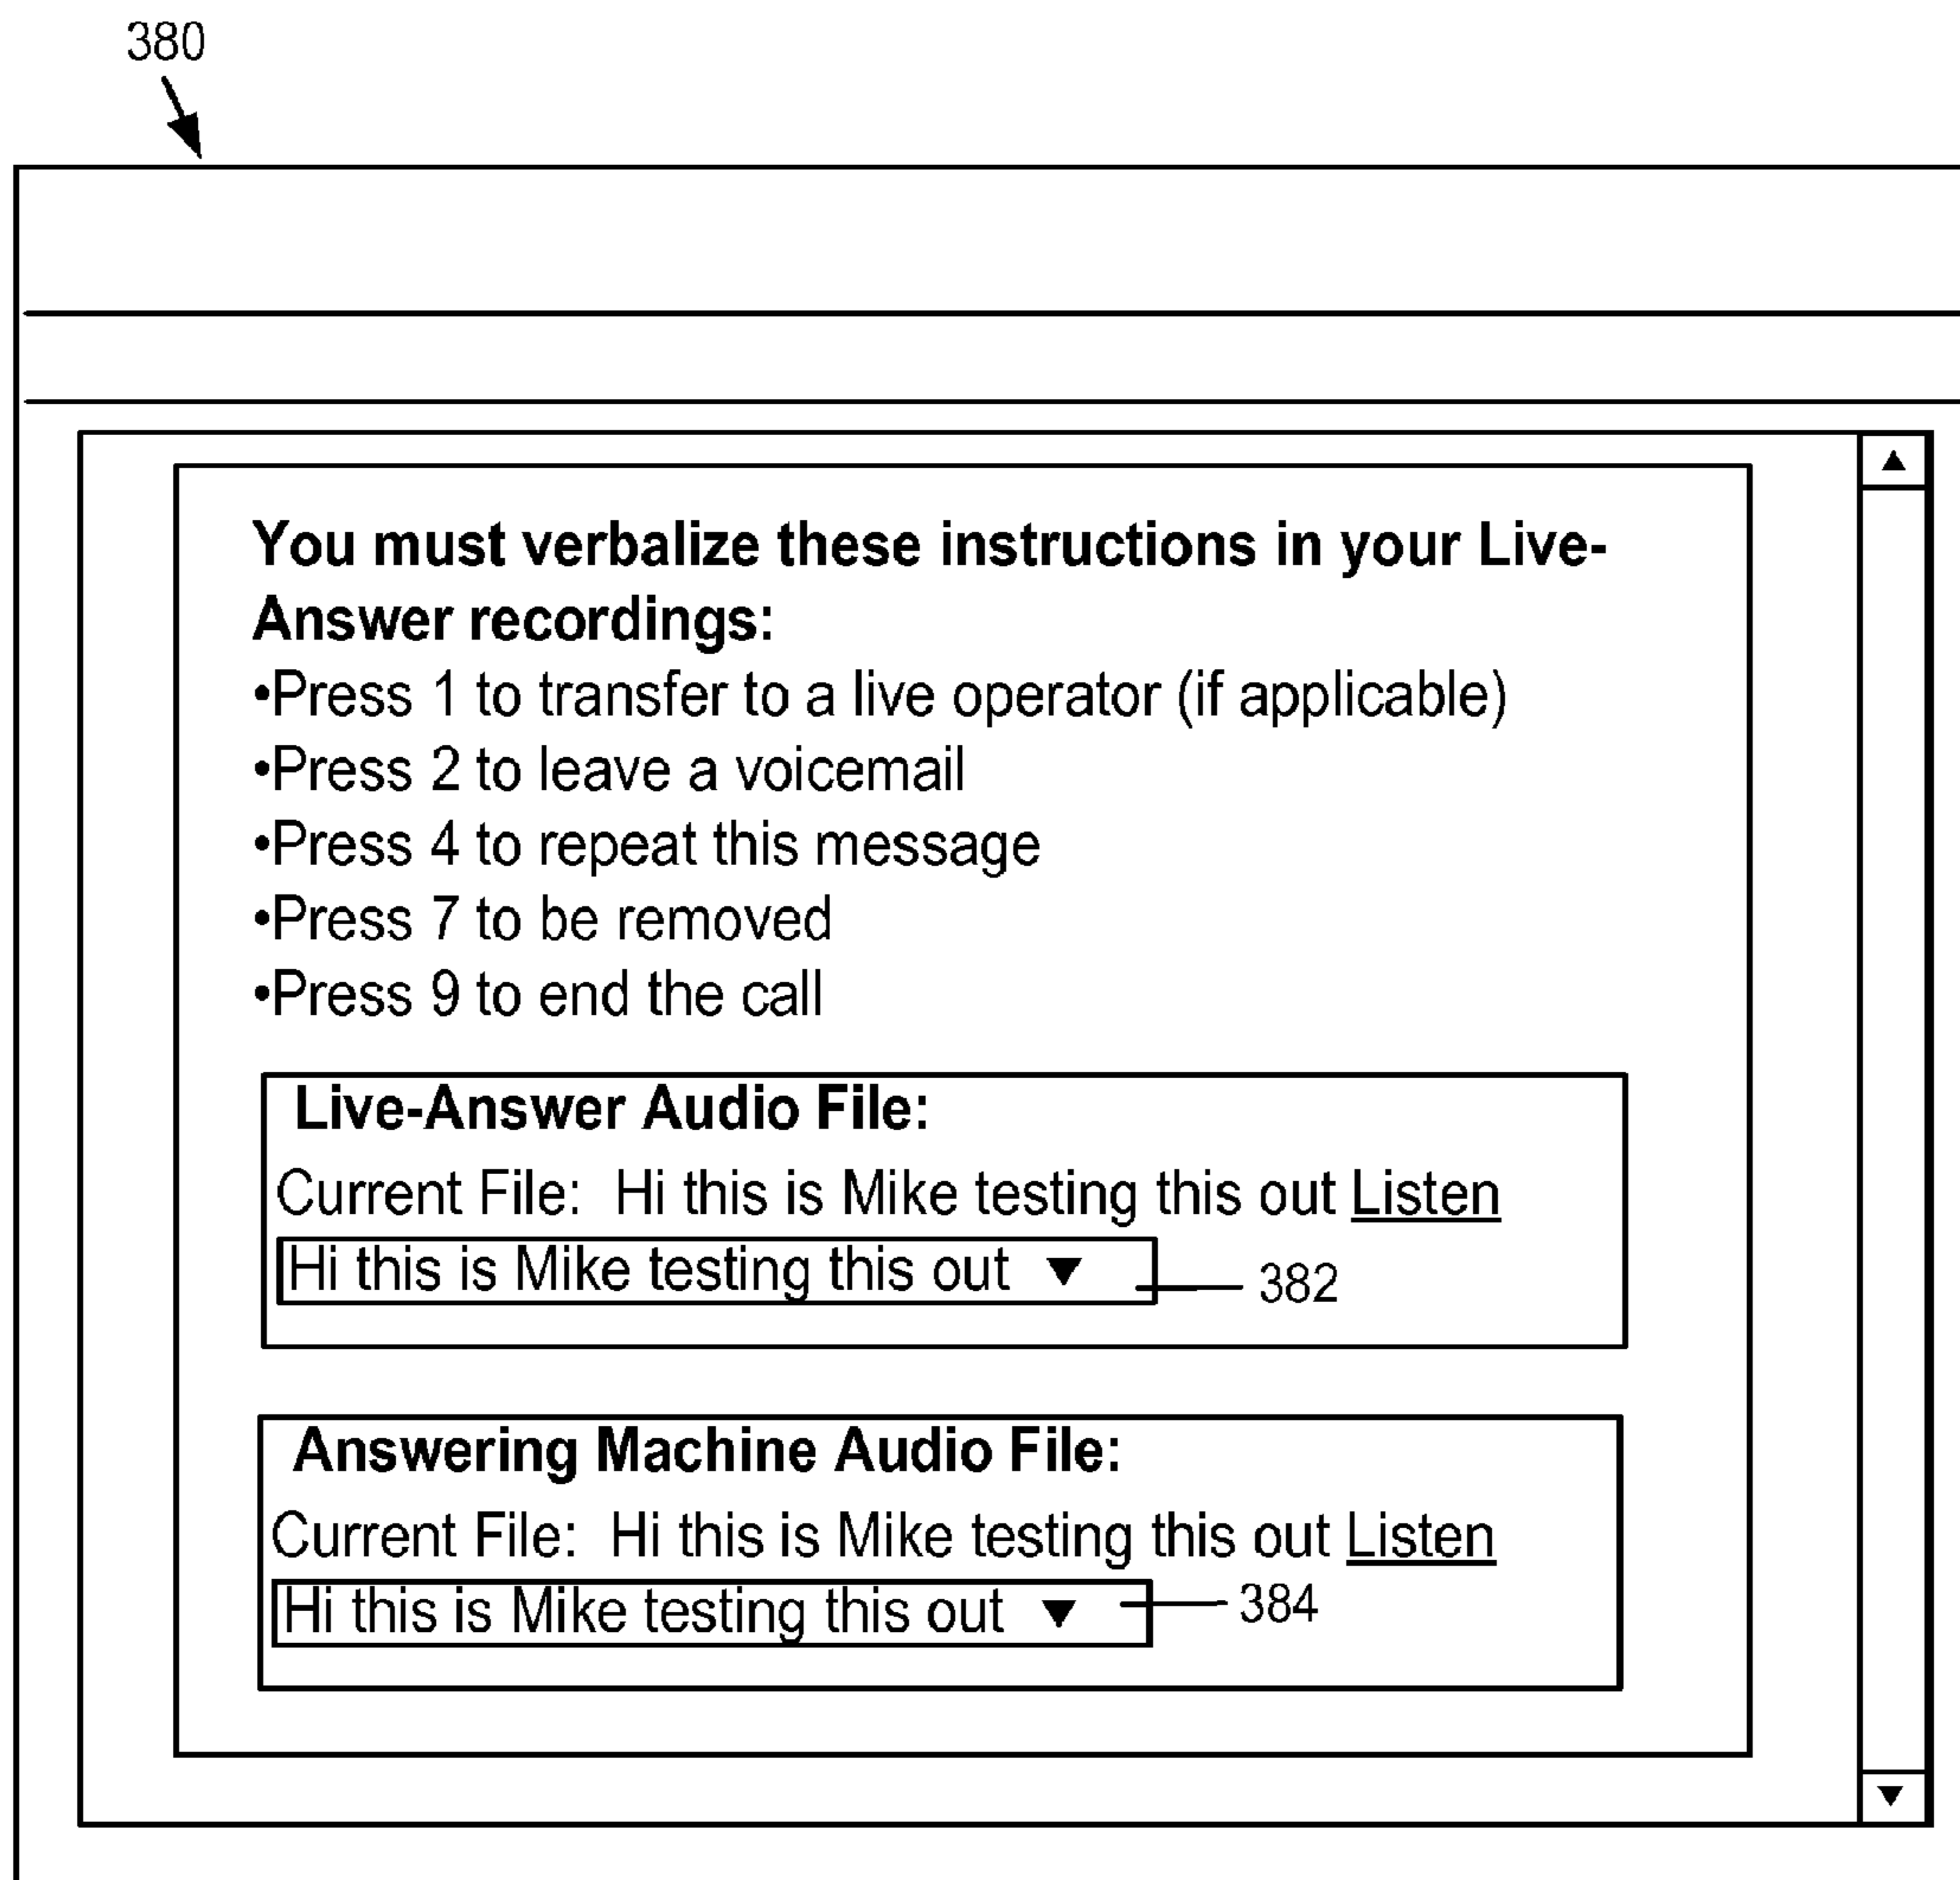 380
You must verbalize these instructions in your Live-
Answer recordings:
•Press 1 to transfer to a live operator (if applicable)
•Press 2 to leave a voicemail
•Press 4 to repeat this message
•Press 7 to be removed
•Press 9 to end the call
Live-Answer Audio File:
Current File: Hi this is Mike testing this out Listen
Hi this is Mike testing this out ▼ 382
Answering Machine Audio File:
Current File: Hi this is Mike testing this out Listen
Hi this is Mike testing this out ▼ 384